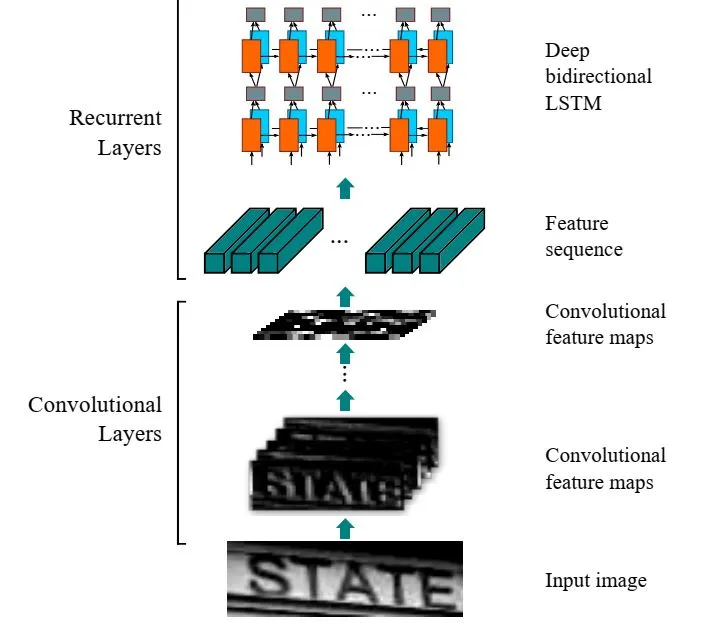 Deep
bidirectional
LSTM
Recurrent
Layers
Feature
sequence
Convolutional
feature maps
Convolutional
Layers
STATE
Convolutional
feature maps
STATE
Input image